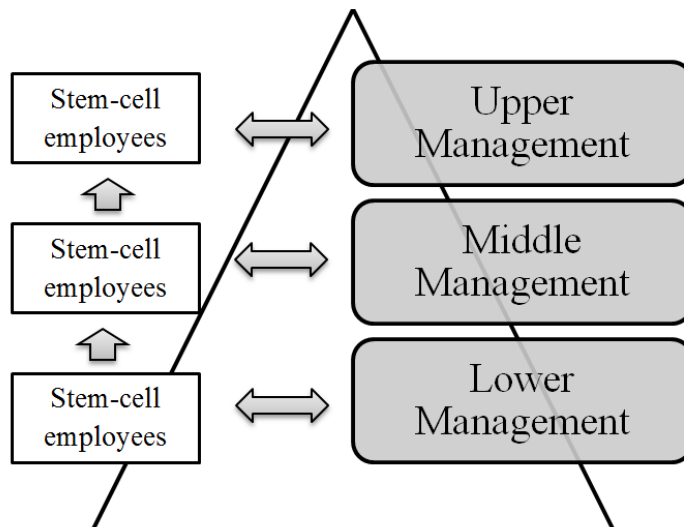 Stem-cell
employees
Upper
Management
Stem-cell
employees
Middle
Management
Stem-cell
employees
Lower
Management